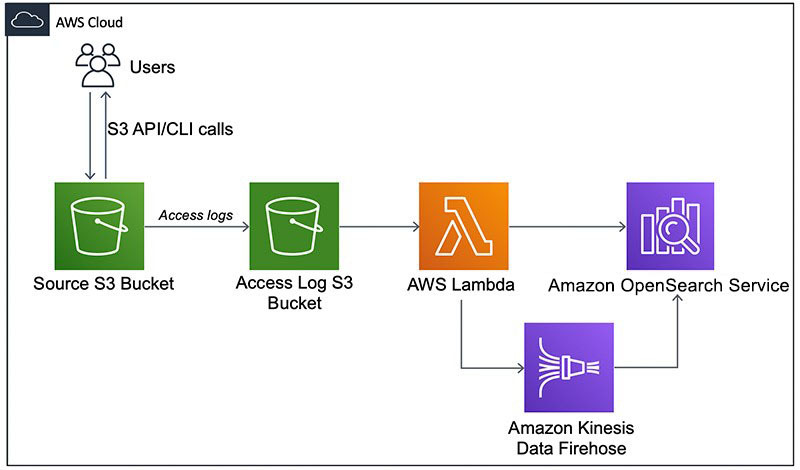 AWS Cloud
Users
S3 API/CLI calls
Access logs
Source S3 Bucket
Access Log S3
Bucket
AWS Lambda
Amazon OpenSearch Service
Amazon Kinesis
Data Firehose